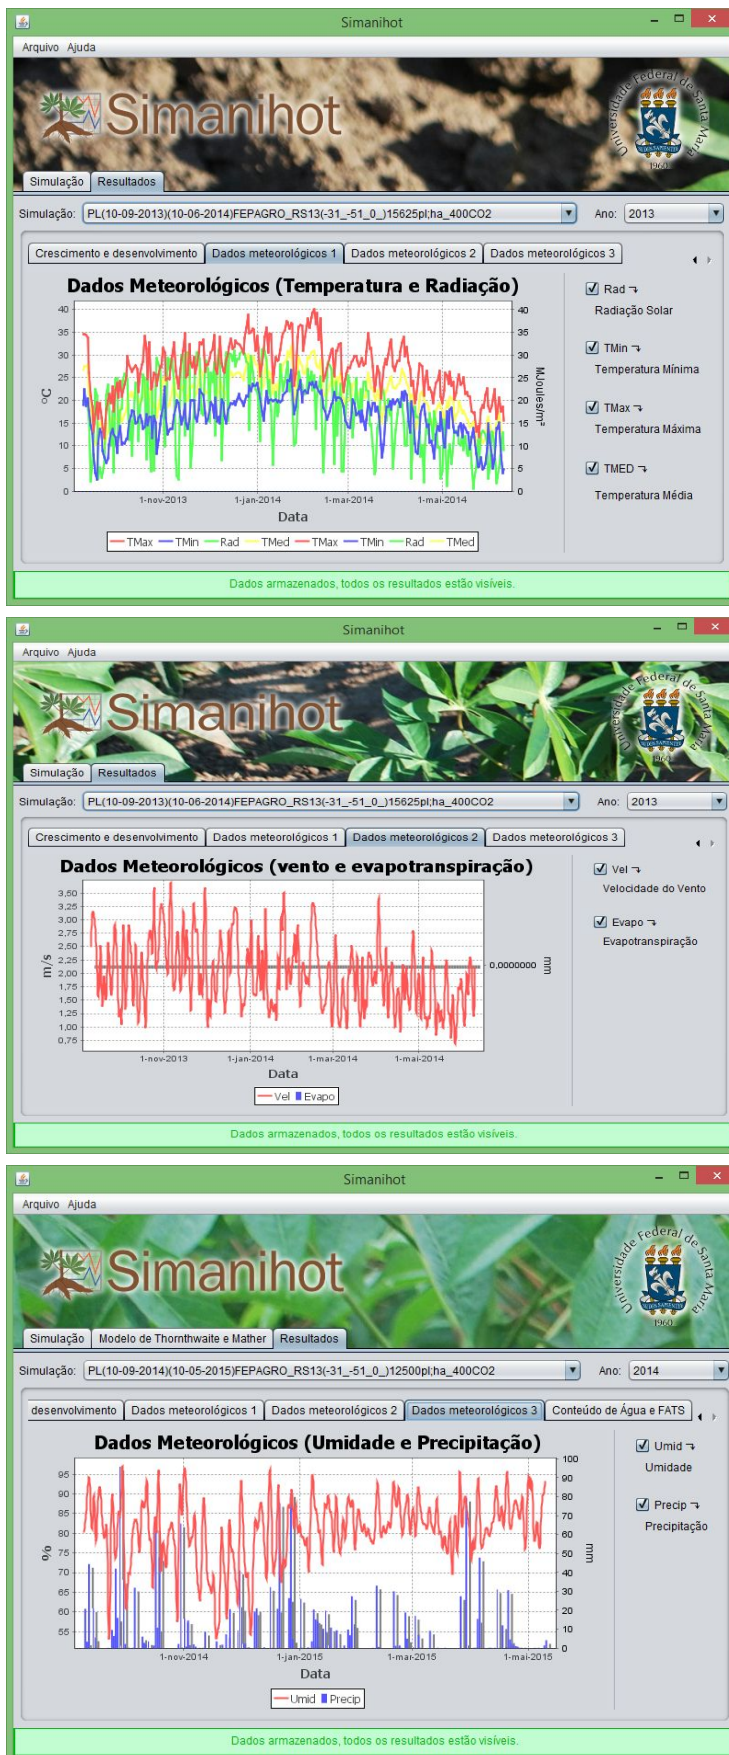 Simanihot
Arquivo Ajuda
Simanihot
Universidade Federal de Santa Maria
1960
Simulação Resultados
Simulação: PL(10-09-2013)(10-06-2014)FEPAGRO_RS13(-31_-51_0_)15625pl;ha_400CO2 Ano: 2013
Crescimento e desenvolvimento Dados meteorológicos 1 Dados meteorológicos 2 Dados meteorológicos 3
Dados Meteorológicos (Temperatura e Radiação)
Rad
Radiação Solar
TMin
Temperatura Mínima
TMax
Temperatura Máxima
TMED
Temperatura Média
40 40
35 35
30 30
25 25
20 20
15 15
10 10
5 5
0 0
°C
MJoules/m²
1-nov-2013 1-jan-2014 1-mar-2014 1-mai-2014
Data
TMax TMin Rad TMed TMax TMin Rad TMed
Dados armazenados, todos os resultados estão visíveis.
Simanihot
Arquivo Ajuda
Simanihot
Universidade Federal de Santa Maria
1960
Simulação Resultados
Simulação: PL(10-09-2013)(10-06-2014)FEPAGRO_RS13(-31_-51_0_)15625pl;ha_400CO2 Ano: 2013
Crescimento e desenvolvimento Dados meteorológicos 1 Dados meteorológicos 2 Dados meteorológicos 3
Dados Meteorológicos (vento e evapotranspiração)
Vel
Velocidade do Vento
Evapo
Evapotranspiração
3,50
3,25
3,00
2,75
2,50
2,25
2,00
1,75
1,50
1,25
1,00
0,75
m/s
0,0000000 mm
1-nov-2013 1-jan-2014 1-mar-2014 1-mai-2014
Data
Vel Evapo
Dados armazenados, todos os resultados estão visíveis.
Simanihot
Arquivo Ajuda
Simanihot
Universidade Federal de Santa Maria
1960
Simulação Modelo de Thornthwaite e Mather Resultados
Simulação: PL(10-09-2014)(10-05-2015)FEPAGRO_RS13(-31_-51_0_)12500pl;ha_400CO2 Ano: 2014
desenvolvimento Dados meteorológicos 1 Dados meteorológicos 2 Dados meteorológicos 3 Conteúdo de Água e FATS
Dados Meteorológicos (Umidade e Precipitação)
Umid
Umidade
Precip
Precipitação
95
90
85
80
75
70
65
60
55
%
100
90
80
70
60
50
40
30
20
10
0
mm
1-nov-2014 1-jan-2015 1-mar-2015 1-mai-2015
Data
Umid Precip
Dados armazenados, todos os resultados estão visíveis.